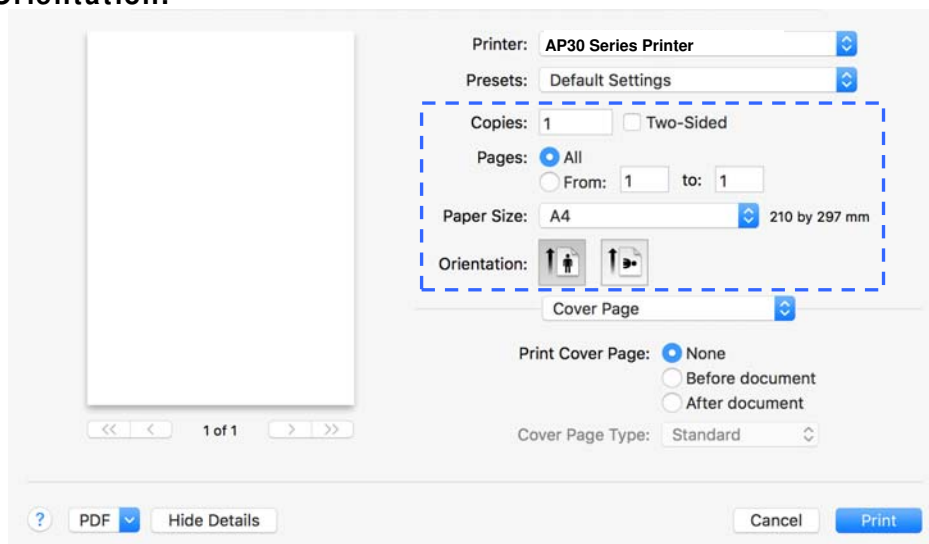 Orientation:
Printer: AP30 Series Printer
Presets: Default Settings
Copies: 1 Two-Sided
Pages: All
From: 1 to: 1
Paper Size: A4 210 by 297 mm
Orientation:
Cover Page
Print Cover Page: None
Before document
After document
<< < 1 of 1 > >>
Cover Page Type: Standard
? PDF Hide Details Cancel Print